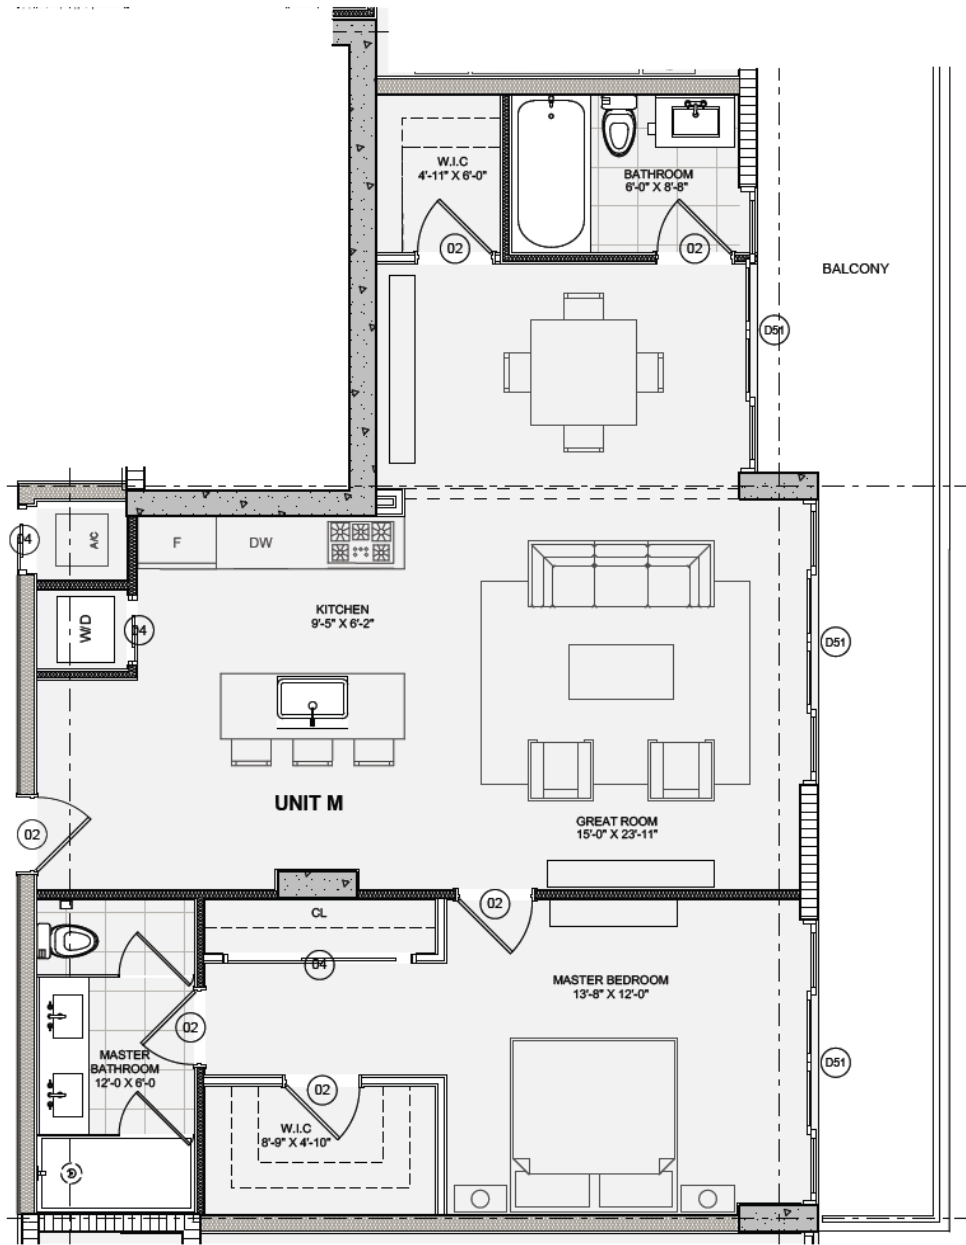 W.I.C
4'-11" X 6'-0"
BATHROOM
6'-0" X 8'-8"
02
02
BALCONY
D51
04
A/C
F
DW
W/D
04
KITCHEN
9'-5" X 6'-2"
D51
UNIT M
GREAT ROOM
15'-0" X 23'-11"
02
02
CL
04
MASTER BEDROOM
13'-8" X 12'-0"
02
MASTER
BATHROOM
12'-0 X 6'-0
D51
02
W.I.C
8'-9" X 4'-10"